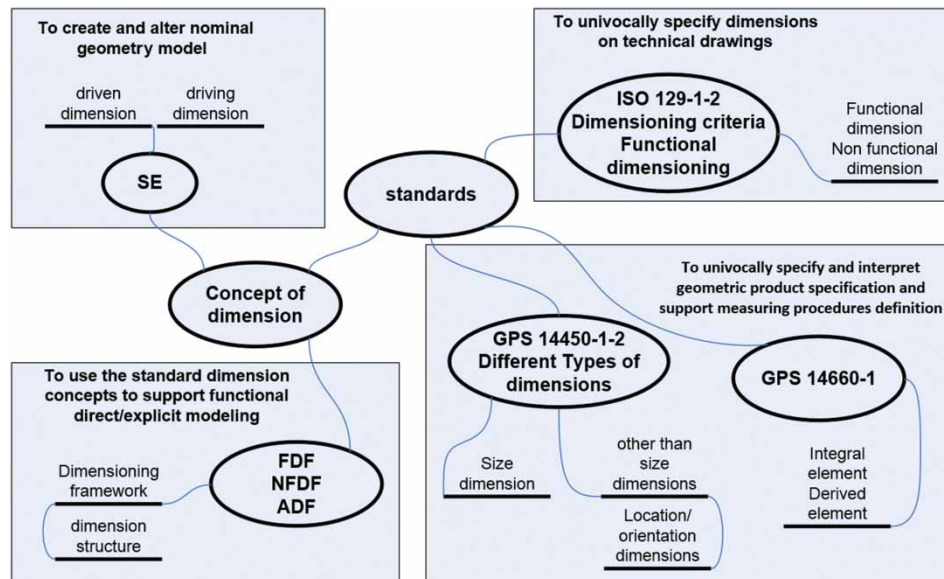 To create and alter nominal
geometry model
driven
dimension
driving
dimension
SE
To univocally specify dimensions
on technical drawings
ISO 129-1-2
Dimensioning criteria
Functional
dimensioning
Functional
dimension
Non functional
dimension
standards
Concept of
dimension
To univocally specify and interpret
geometric product specification and
support measuring procedures definition
GPS 14450-1-2
Different Types of
dimensions
GPS 14660-1
Size
dimension
other than
size
dimensions
Location/
orientation
dimensions
Integral
element
Derived
element
To use the standard dimension
concepts to support functional
direct/explicit modeling
FDF
NFDF
ADF
Dimensioning
framework
dimension
structure